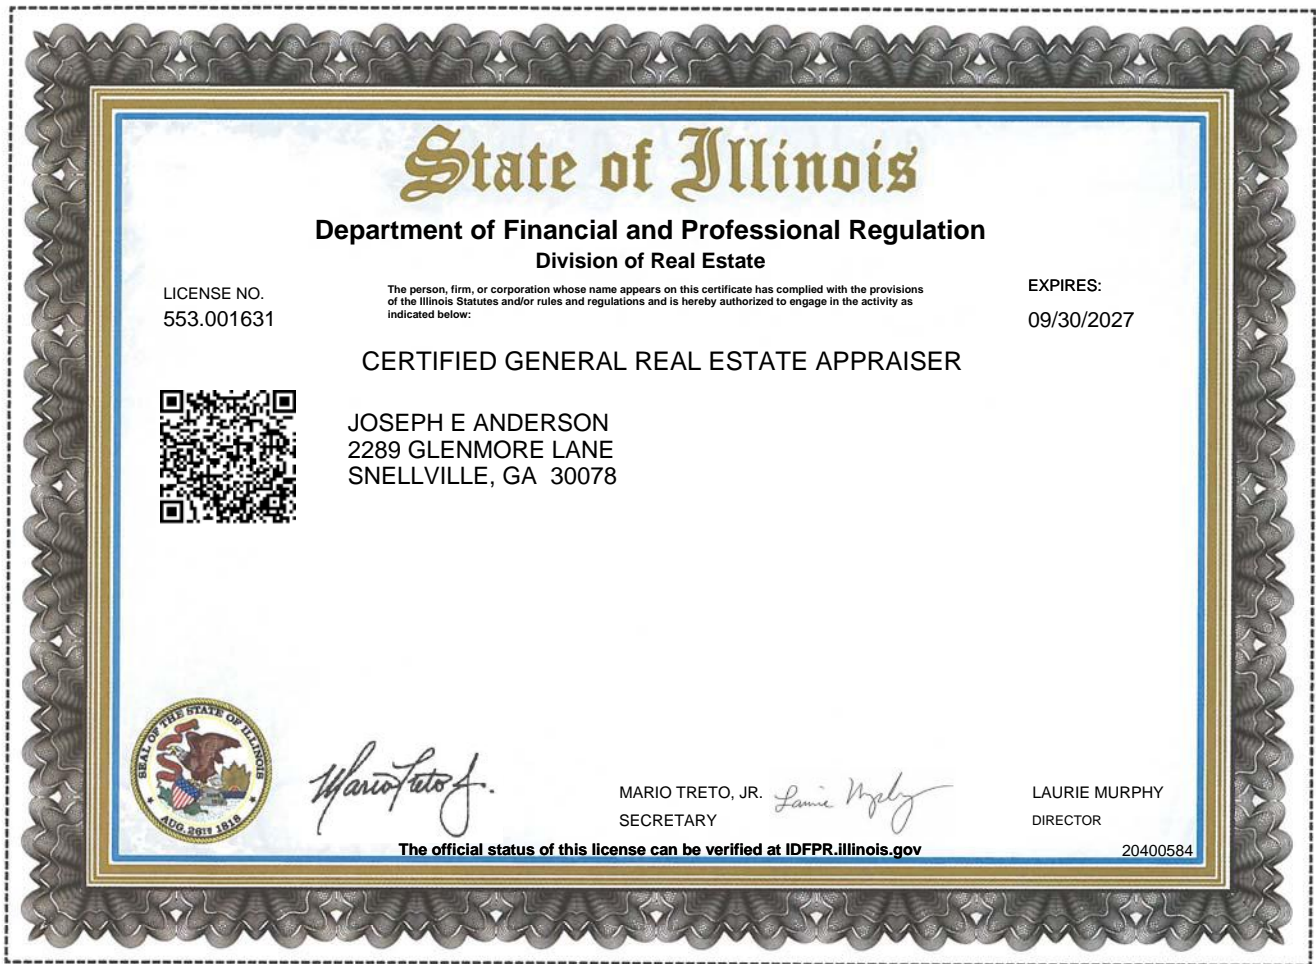 State of Illinois
Department of Financial and Professional Regulation
Division of Real Estate
LICENSE NO.
553.001631
The person, firm, or corporation whose name appears on this certificate has complied with the provisions
of the Illinois Statutes and/or rules and regulations and is hereby authorized to engage in the activity as
indicated below:
EXPIRES:
09/30/2027
CERTIFIED GENERAL REAL ESTATE APPRAISER
JOSEPH E ANDERSON
2289 GLENMORE LANE
SNELLVILLE, GA 30078
SEAL OF THE STATE OF ILLINOIS
AUG. 26TH 1818
Mario Treto Jr.
MARIO TRETO, JR.
SECRETARY
Laurie Murphy
LAURIE MURPHY
DIRECTOR
The official status of this license can be verified at IDFPR.illinois.gov
20400584